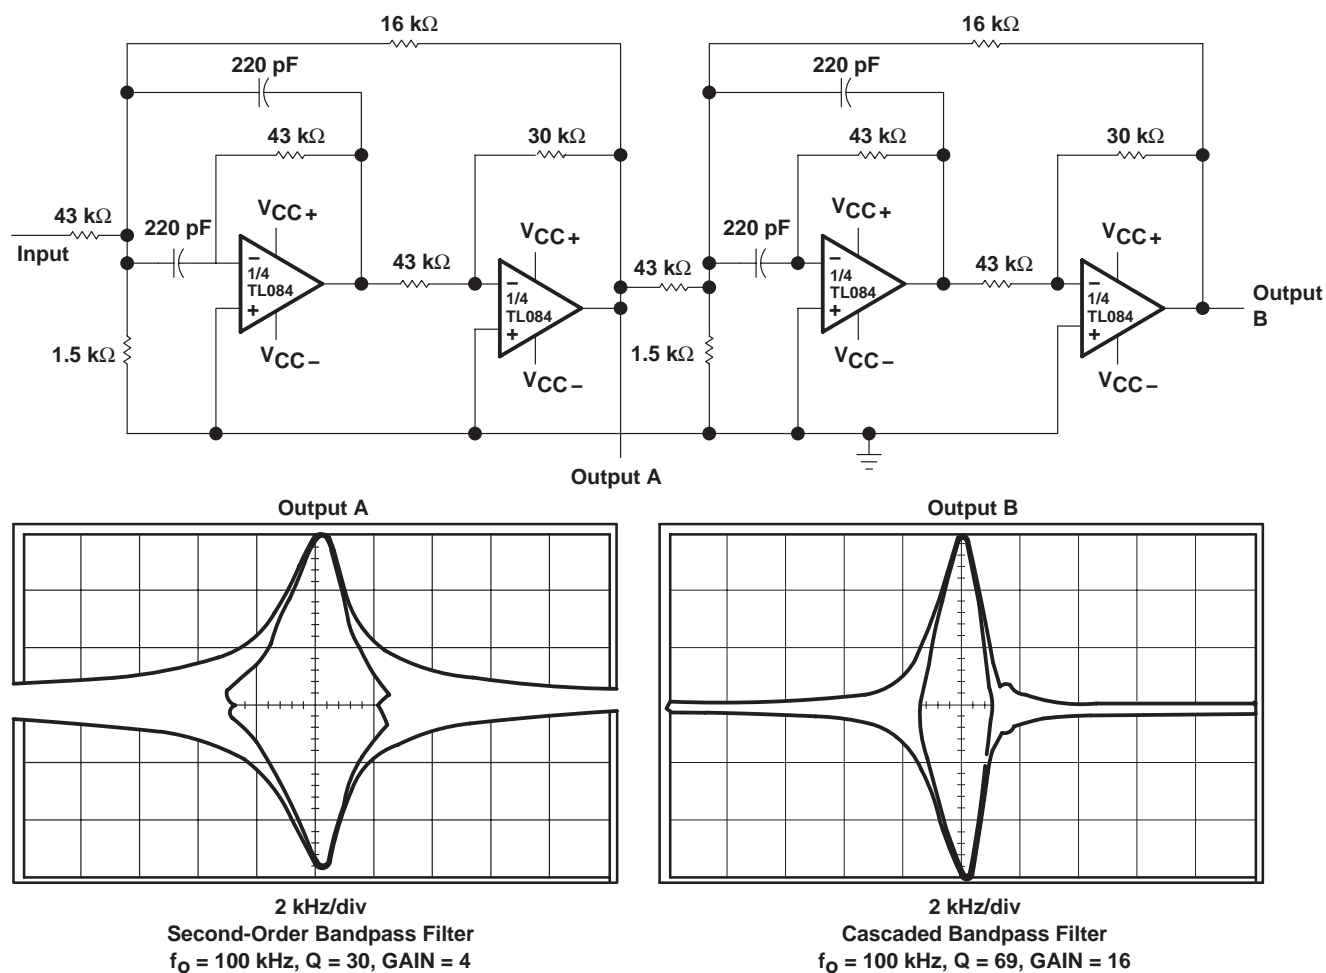 16 kΩ
16 kΩ
220 pF
220 pF
43 kΩ
30 kΩ
43 kΩ
30 kΩ
43 kΩ
Input
220 pF
VCC+
−
1/4
TL084
+
VCC−
1.5 kΩ
43 kΩ
VCC+
−
1/4
TL084
+
VCC−
43 kΩ
1.5 kΩ
220 pF
VCC+
−
1/4
TL084
+
VCC−
43 kΩ
VCC+
−
1/4
TL084
+
VCC−
Output
B
Output A
Output A
2 kHz/div
Second-Order Bandpass Filter
fo = 100 kHz, Q = 30, GAIN = 4
Output B
2 kHz/div
Cascaded Bandpass Filter
fo = 100 kHz, Q = 69, GAIN = 16